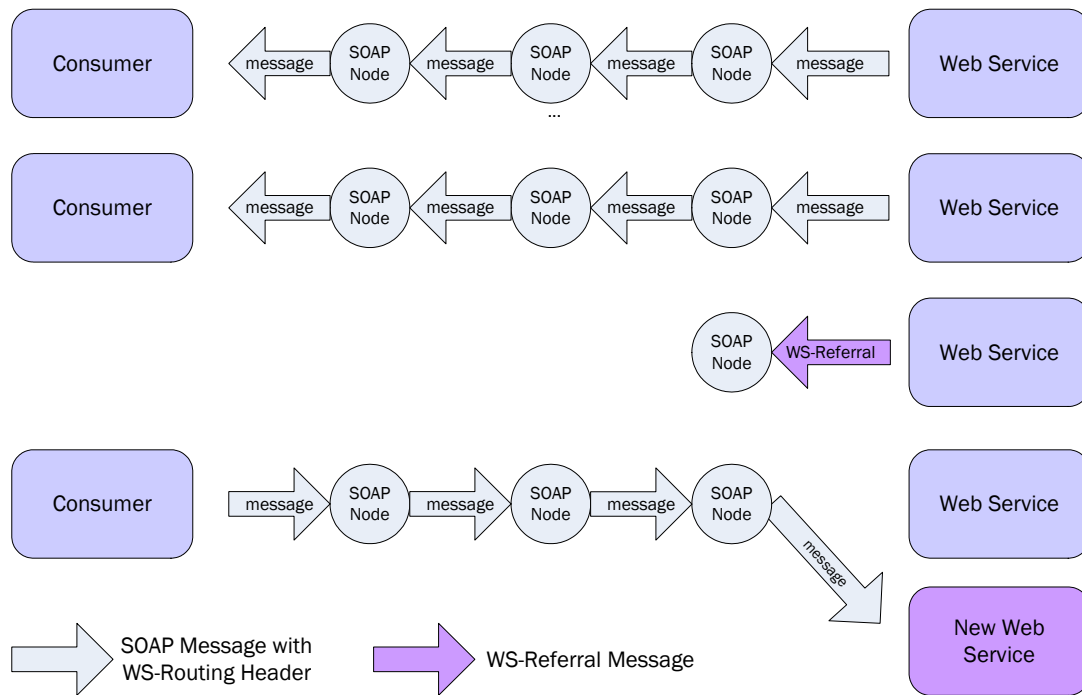 Consumer
message
SOAP
Node
message
SOAP
Node
message
SOAP
Node
message
Web Service
...
Consumer
message
SOAP
Node
message
SOAP
Node
message
SOAP
Node
message
Web Service
SOAP
Node
WS-Referral
Web Service
Consumer
message
SOAP
Node
message
SOAP
Node
message
SOAP
Node
message
Web Service
New Web
Service
SOAP Message with
WS-Routing Header
WS-Referral Message